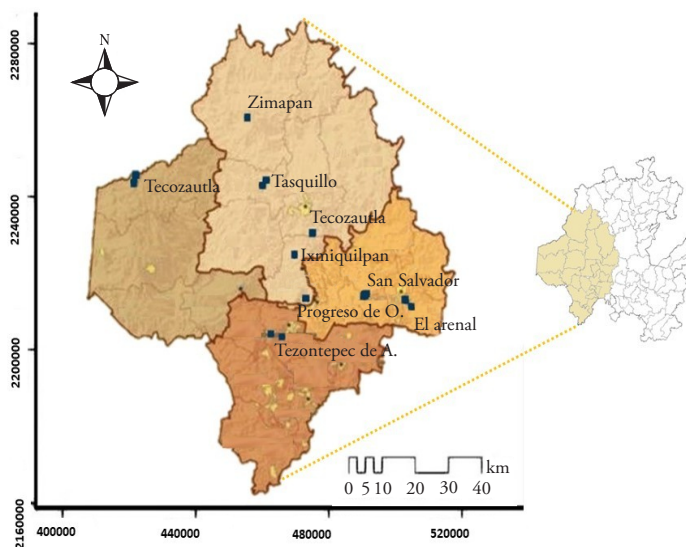 2280000
N
Zimapan
Tecozautla
Tasquillo
2240000
Tecozautla
Ixmiquilpan
San Salvador
Progreso de O.
El arenal
2200000
Tezontepec de A.
km
0 5 10 20 30 40
2160000
400000 440000 480000 520000